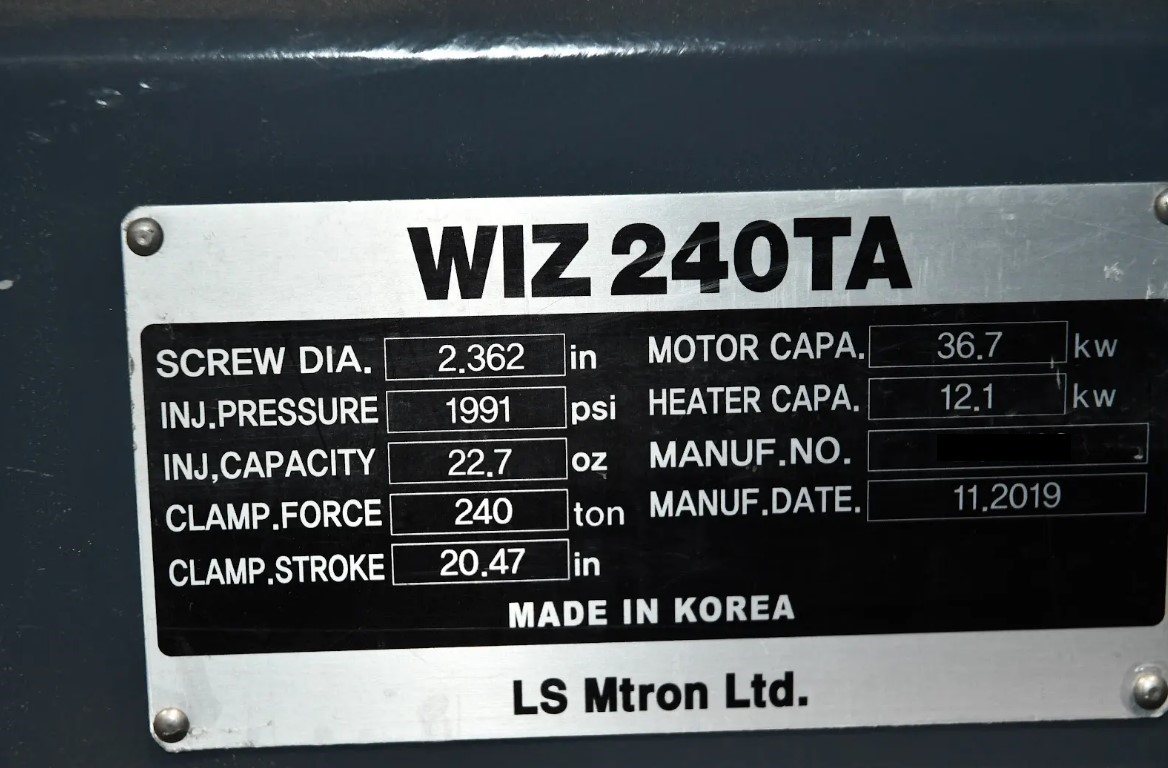 WIZ 240TA
SCREW DIA. 2.362 in
INJ.PRESSURE 1991 psi
INJ,CAPACITY 22.7 oz
CLAMP.FORCE 240 ton
CLAMP.STROKE 20.47 in
MOTOR CAPA. 36.7 kw
HEATER CAPA. 12.1 kw
MANUF.NO.
MANUF.DATE. 11.2019
MADE IN KOREA
LS Mtron Ltd.